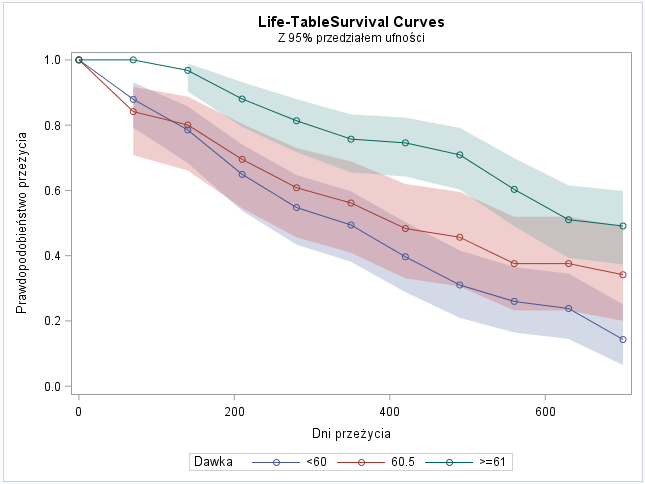 Life-TableSurvival Curves
Z 95% przedziałem ufności
Prawdopodobieństwo przeżycia
1.0
0.8
0.6
0.4
0.2
0.0
0 200 400 600
Dni przeżycia
Dawka <60 60.5 >=61